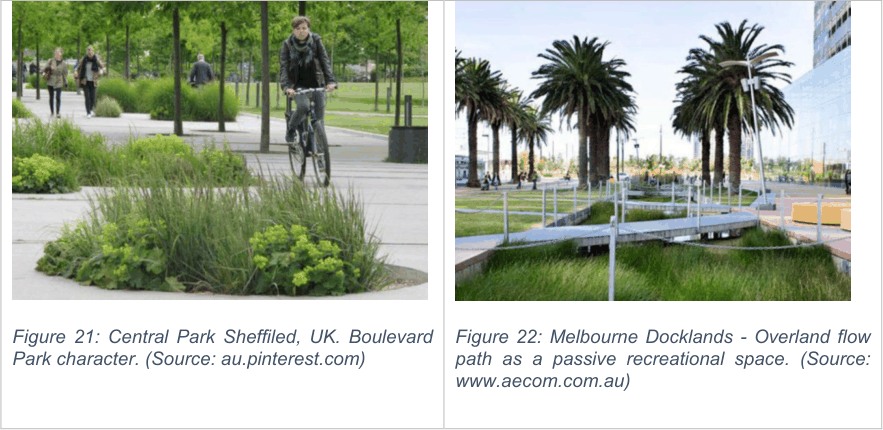 Figure 21: Central Park Sheffiled, UK. Boulevard
Park character. (Source: au.pinterest.com)
Figure 22: Melbourne Docklands - Overland flow
path as a passive recreational space. (Source:
www.aecom.com.au)